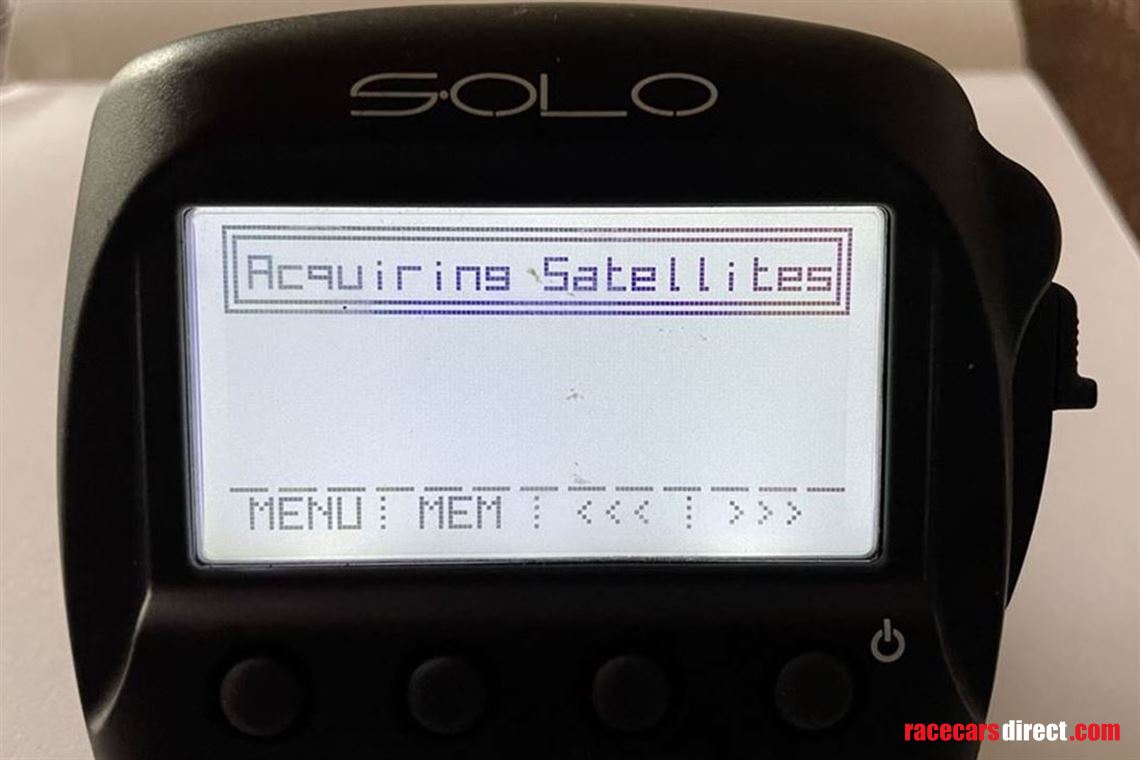 SOLO
Acquiring Satellites
MENU MEM <<< >>>
racecarsdirect.com